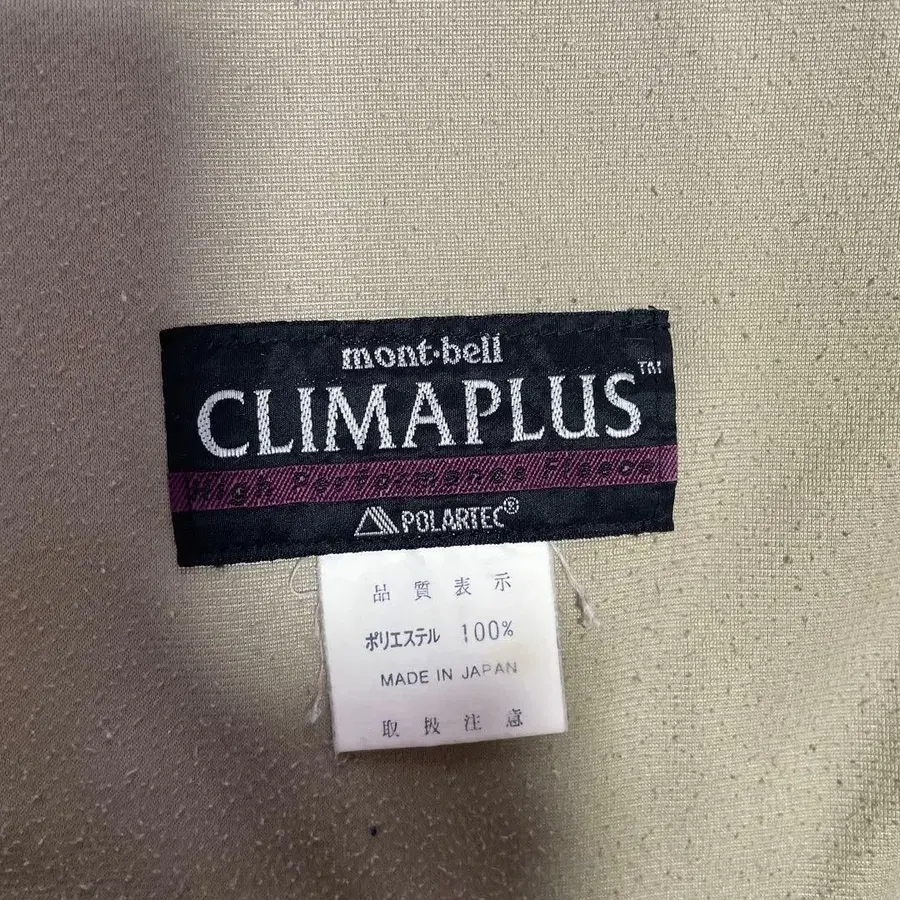 mont-bell
CLIMAPLUS™
High Performance Fleece
POLARTEC®
品質表示
ポリエステル 100%
MADE IN JAPAN
取扱注意